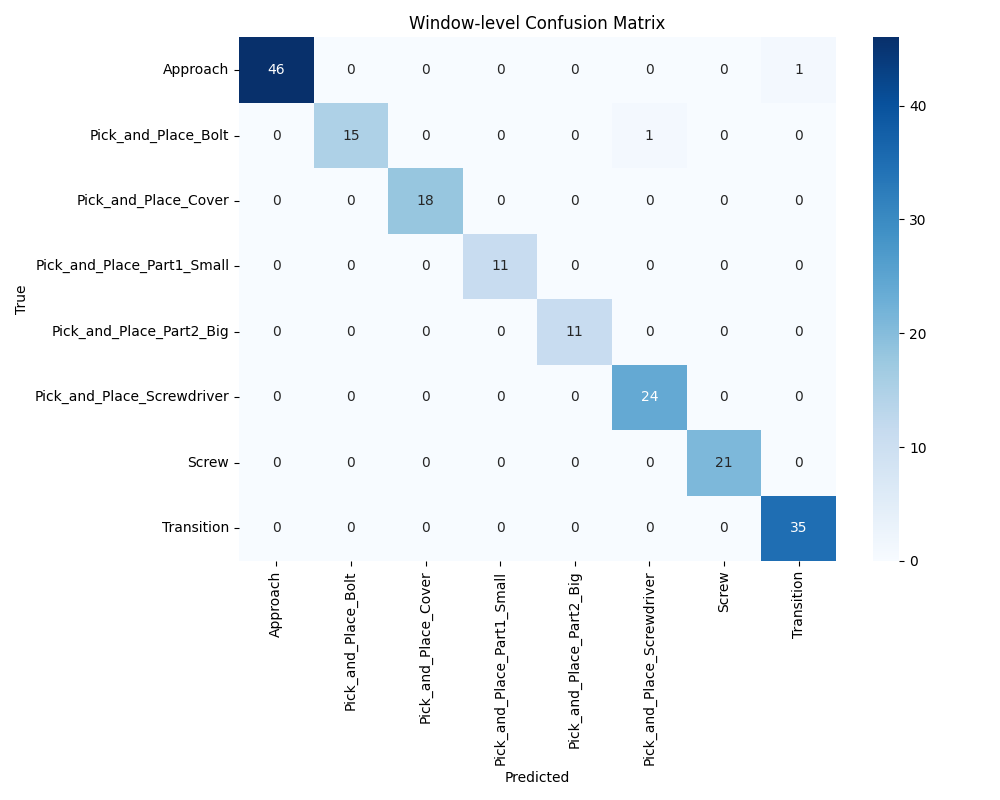 Window-level Confusion Matrix
Approach 46 0 0 0 0 0 0 1
Pick_and_Place_Bolt 0 15 0 0 0 1 0 0
Pick_and_Place_Cover 0 0 18 0 0 0 0 0
Pick_and_Place_Part1_Small 0 0 0 11 0 0 0 0
Pick_and_Place_Part2_Big 0 0 0 0 11 0 0 0
Pick_and_Place_Screwdriver 0 0 0 0 0 24 0 0
Screw 0 0 0 0 0 0 21 0
Transition 0 0 0 0 0 0 0 35
True
Approach
Pick_and_Place_Bolt
Pick_and_Place_Cover
Pick_and_Place_Part1_Small
Pick_and_Place_Part2_Big
Pick_and_Place_Screwdriver
Screw
Transition
Predicted
40
30
20
10
0